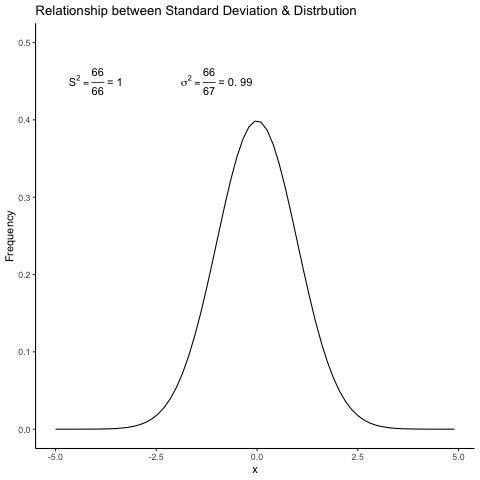 Relationship between Standard Deviation & Distrbution
S² = 66/66 = 1 σ² = 66/67 = 0. 99
0.5
0.4
0.3
0.2
0.1
0.0
Frequency
-5.0 -2.5 0.0 2.5 5.0
x